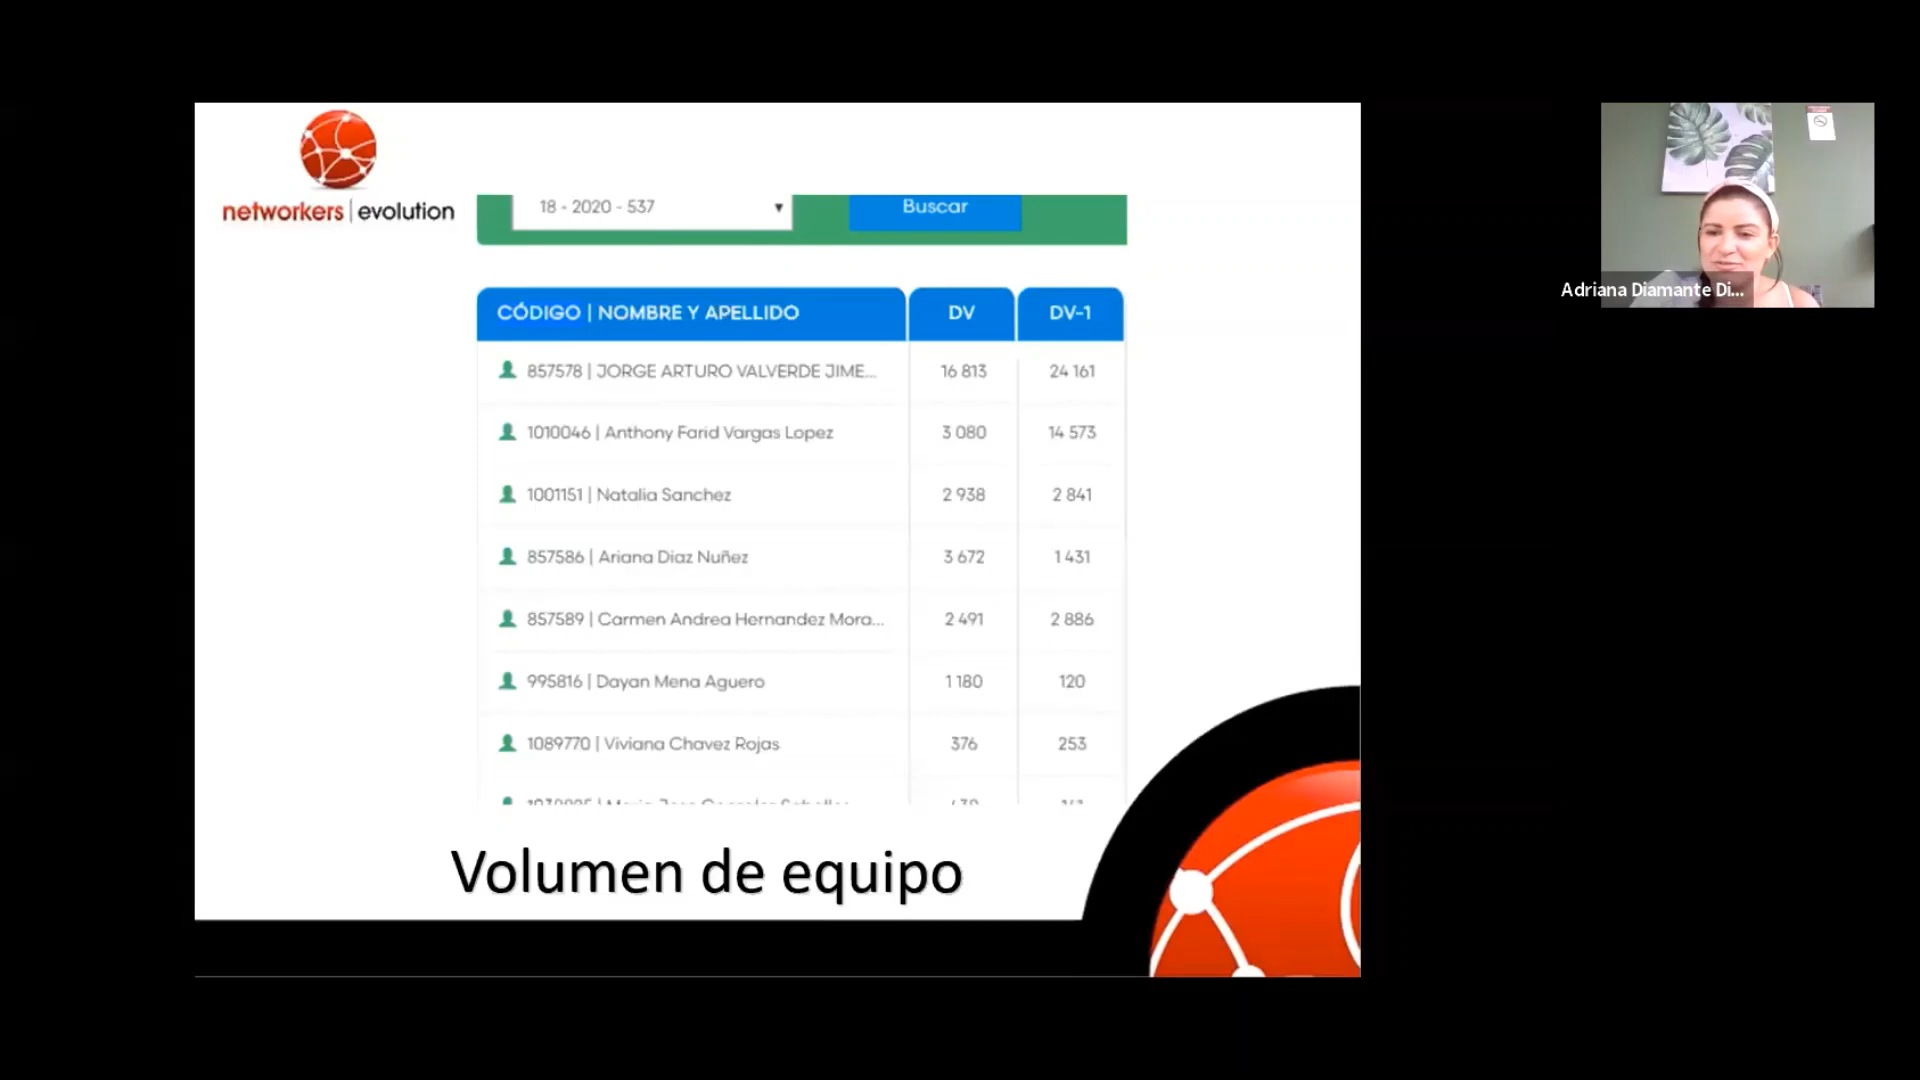 networkers | evolution
18 - 2020 - 537
Buscar
CÓDIGO | NOMBRE Y APELLIDO DV DV-1
857578 | JORGE ARTURO VALVERDE JIME... 16 813 24 161
1010046 | Anthony Farid Vargas Lopez 3 080 14 573
1001151 | Natalia Sanchez 2 938 2 841
857586 | Ariana Diaz Nuñez 3 672 1 431
857589 | Carmen Andrea Hernandez Mora... 2 491 2 886
995816 | Dayan Mena Aguero 1 180 120
1089770 | Viviana Chavez Rojas 376 253
Volumen de equipo
Adriana Diamante Di...